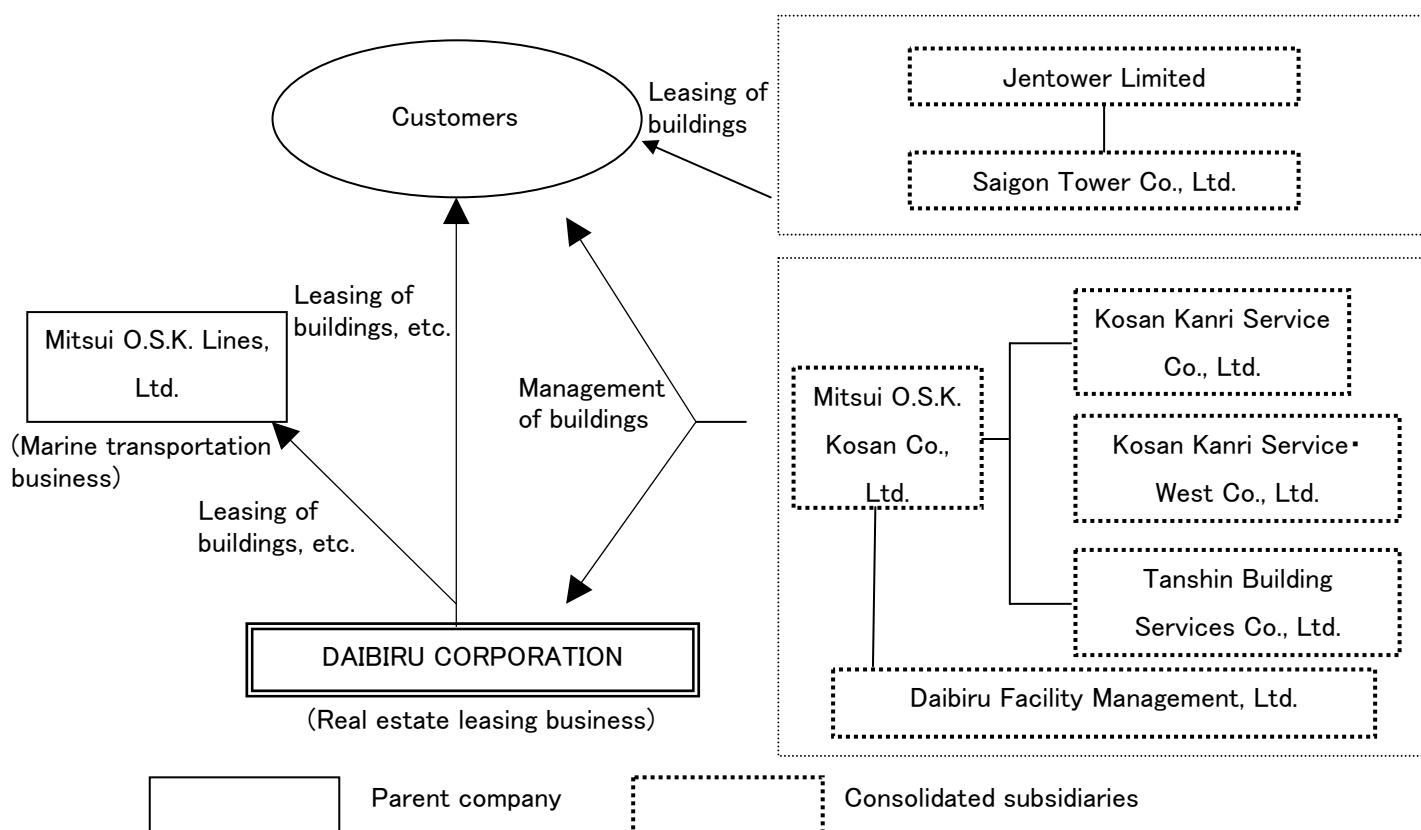 Customers
Leasing of
buildings
Jentower Limited
Saigon Tower Co., Ltd.
Leasing of
buildings, etc.
Mitsui O.S.K. Lines,
Ltd.
(Marine transportation
business)
Leasing of
buildings, etc.
Management
of buildings
Mitsui O.S.K.
Kosan Co.,
Ltd.
Kosan Kanri Service
Co., Ltd.
Kosan Kanri Service・
West Co., Ltd.
Tanshin Building
Services Co., Ltd.
Daibiru Facility Management, Ltd.
DAIBIRU CORPORATION
(Real estate leasing business)
Parent company
Consolidated subsidiaries